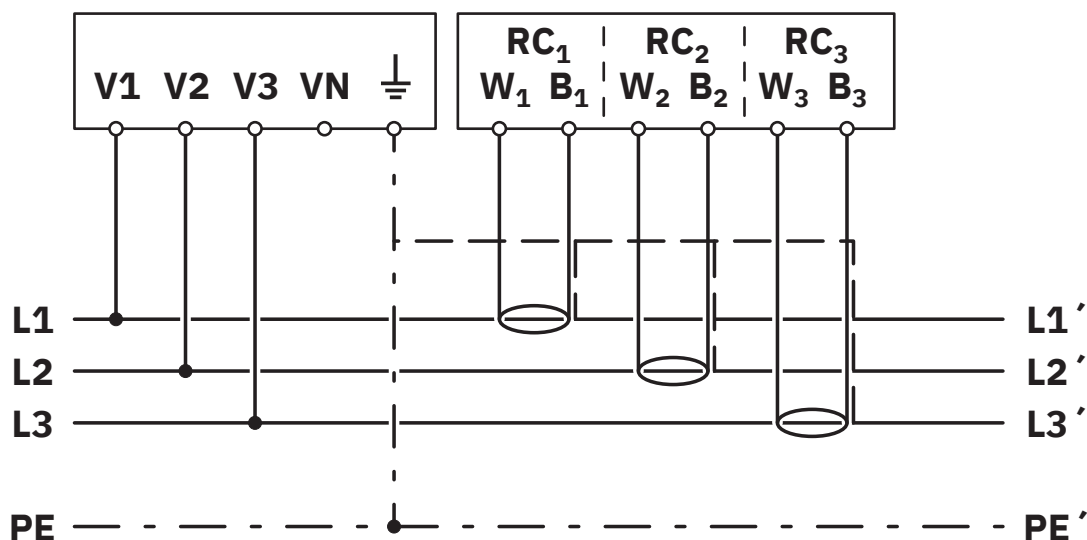 RC₁ RC₂ RC₃
V1 V2 V3 VN W₁ B₁ W₂ B₂ W₃ B₃
L1 L1′
L2 L2′
L3 L3′
PE PE′